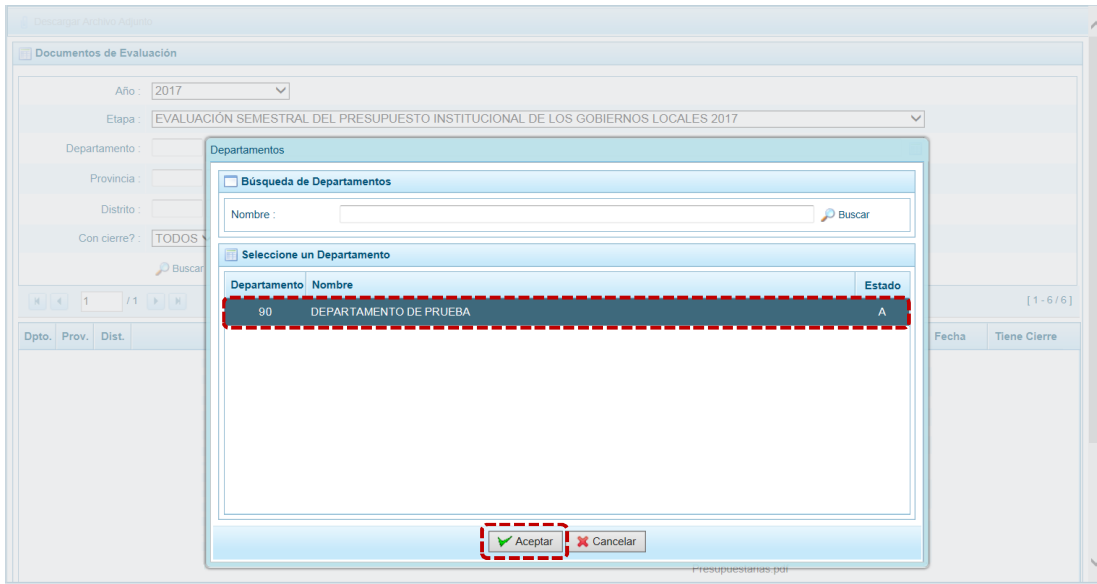 Descargar Archivo Adjunto
Documentos de Evaluación
Año : 2017
Etapa : EVALUACIÓN SEMESTRAL DEL PRESUPUESTO INSTITUCIONAL DE LOS GOBIERNOS LOCALES 2017
Departamento :
Provincia :
Distrito :
Con cierre? : TODOS
Buscar
1 / 1 [ 1 - 6 / 6 ]
Dpto. Prov. Dist. Fecha Tiene Cierre
Departamentos
Búsqueda de Departamentos
Nombre : Buscar
Seleccione un Departamento
Departamento Nombre Estado
90 DEPARTAMENTO DE PRUEBA A
Aceptar Cancelar
Presupuestarias.pdf